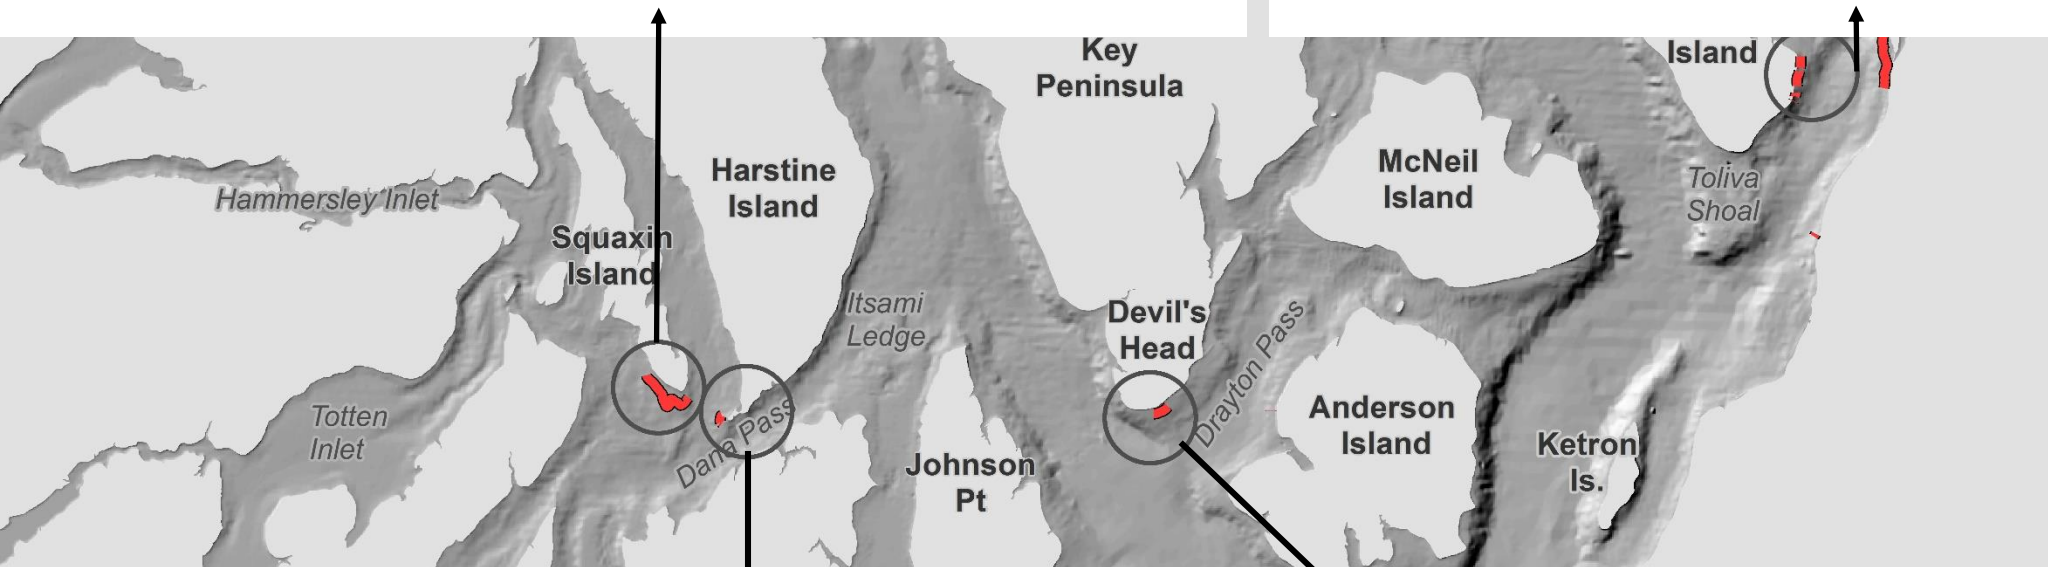 Key
Peninsula
Island
Harstine
Island
McNeil
Island
Toliva
Shoal
Hammersley Inlet
Squaxin
Island
Itsami
Ledge
Devil's
Head
Drayton Pass
Totten
Inlet
Dana Pass
Johnson
Pt
Anderson
Island
Ketron
Is.